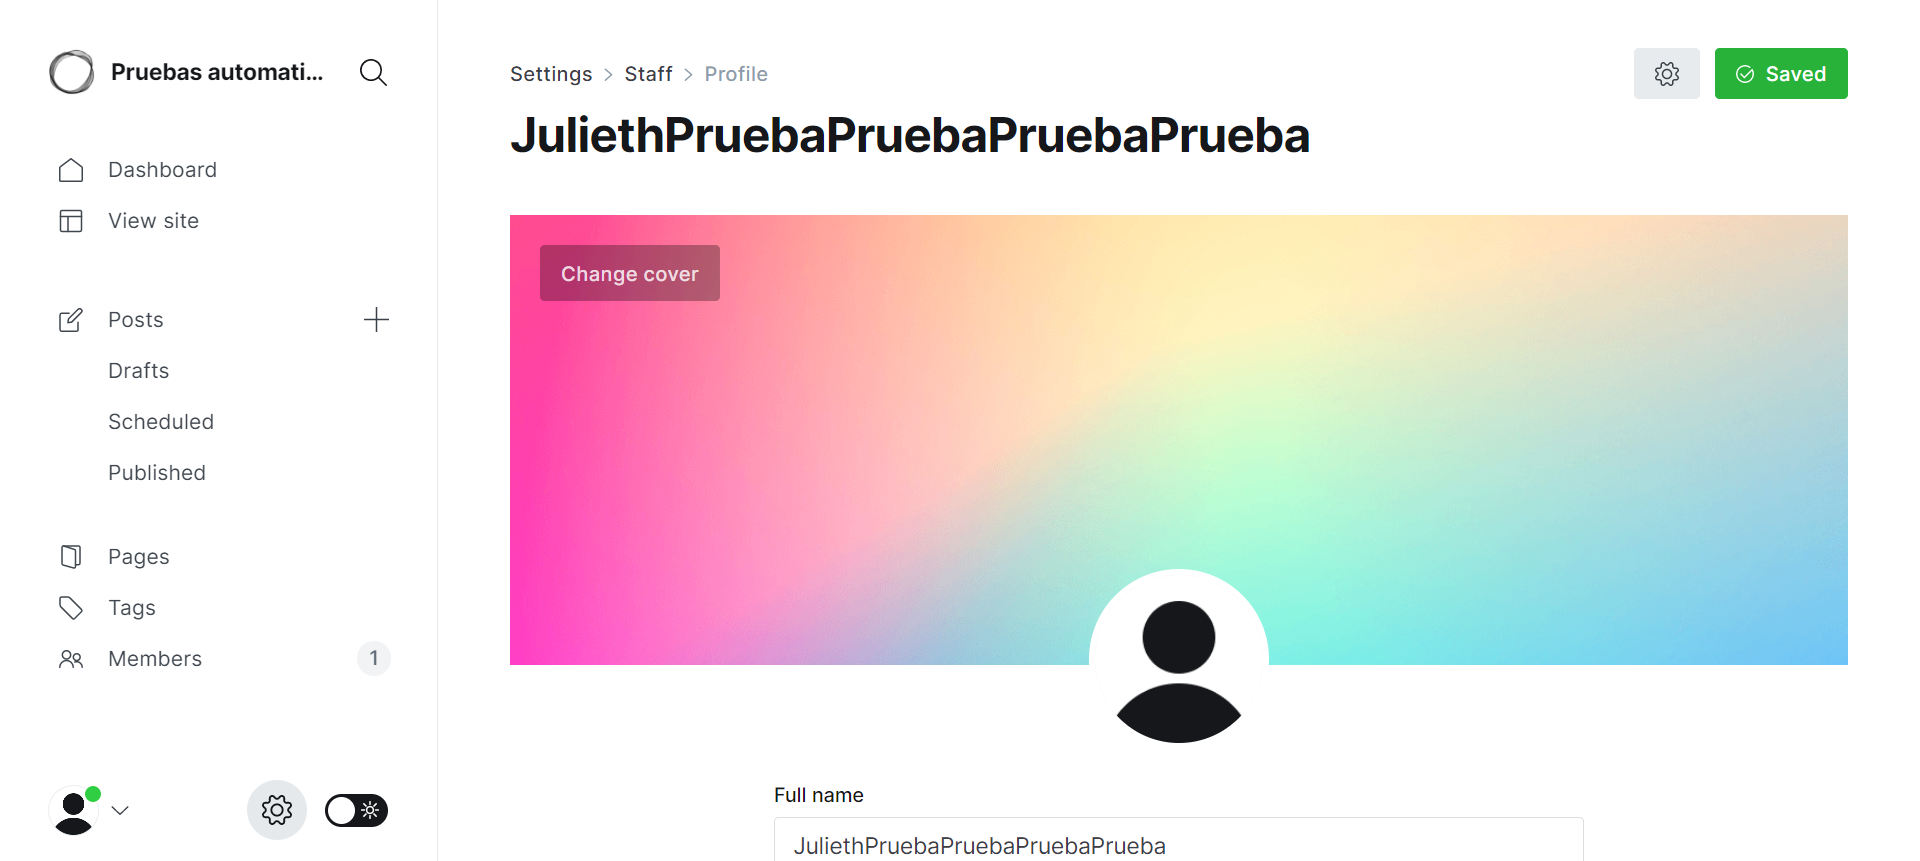 Pruebas automati...
Dashboard
View site
Posts
Drafts
Scheduled
Published
Pages
Tags
Members 1
Settings > Staff > Profile
Saved
JuliethPruebaPruebaPruebaPrueba
Change cover
Full name
JuliethPruebaPruebaPruebaPrueba